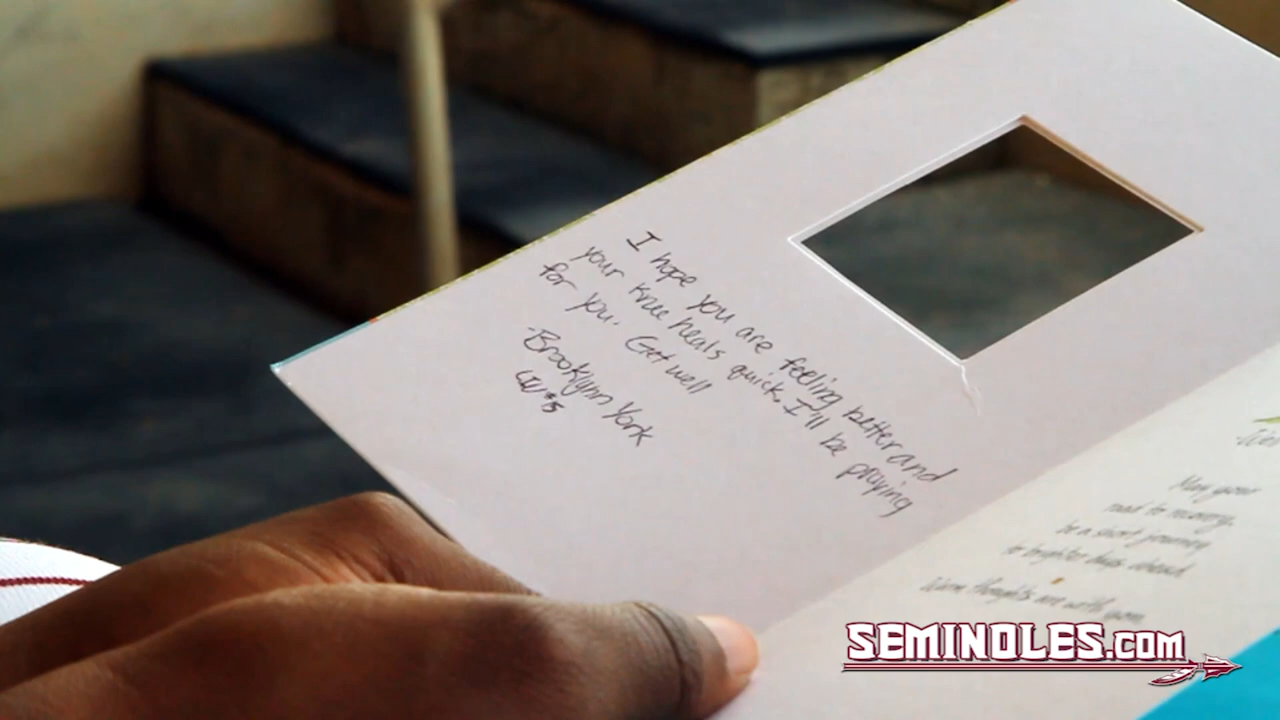 I hope you are feeling better and
your knee heals quick. I'll be praying
for you. Get well
-Brooklynn York
May your
road to recovery
be a short journey
to brighter days ahead.
Warm thoughts are with you.
SEMINOLES.com